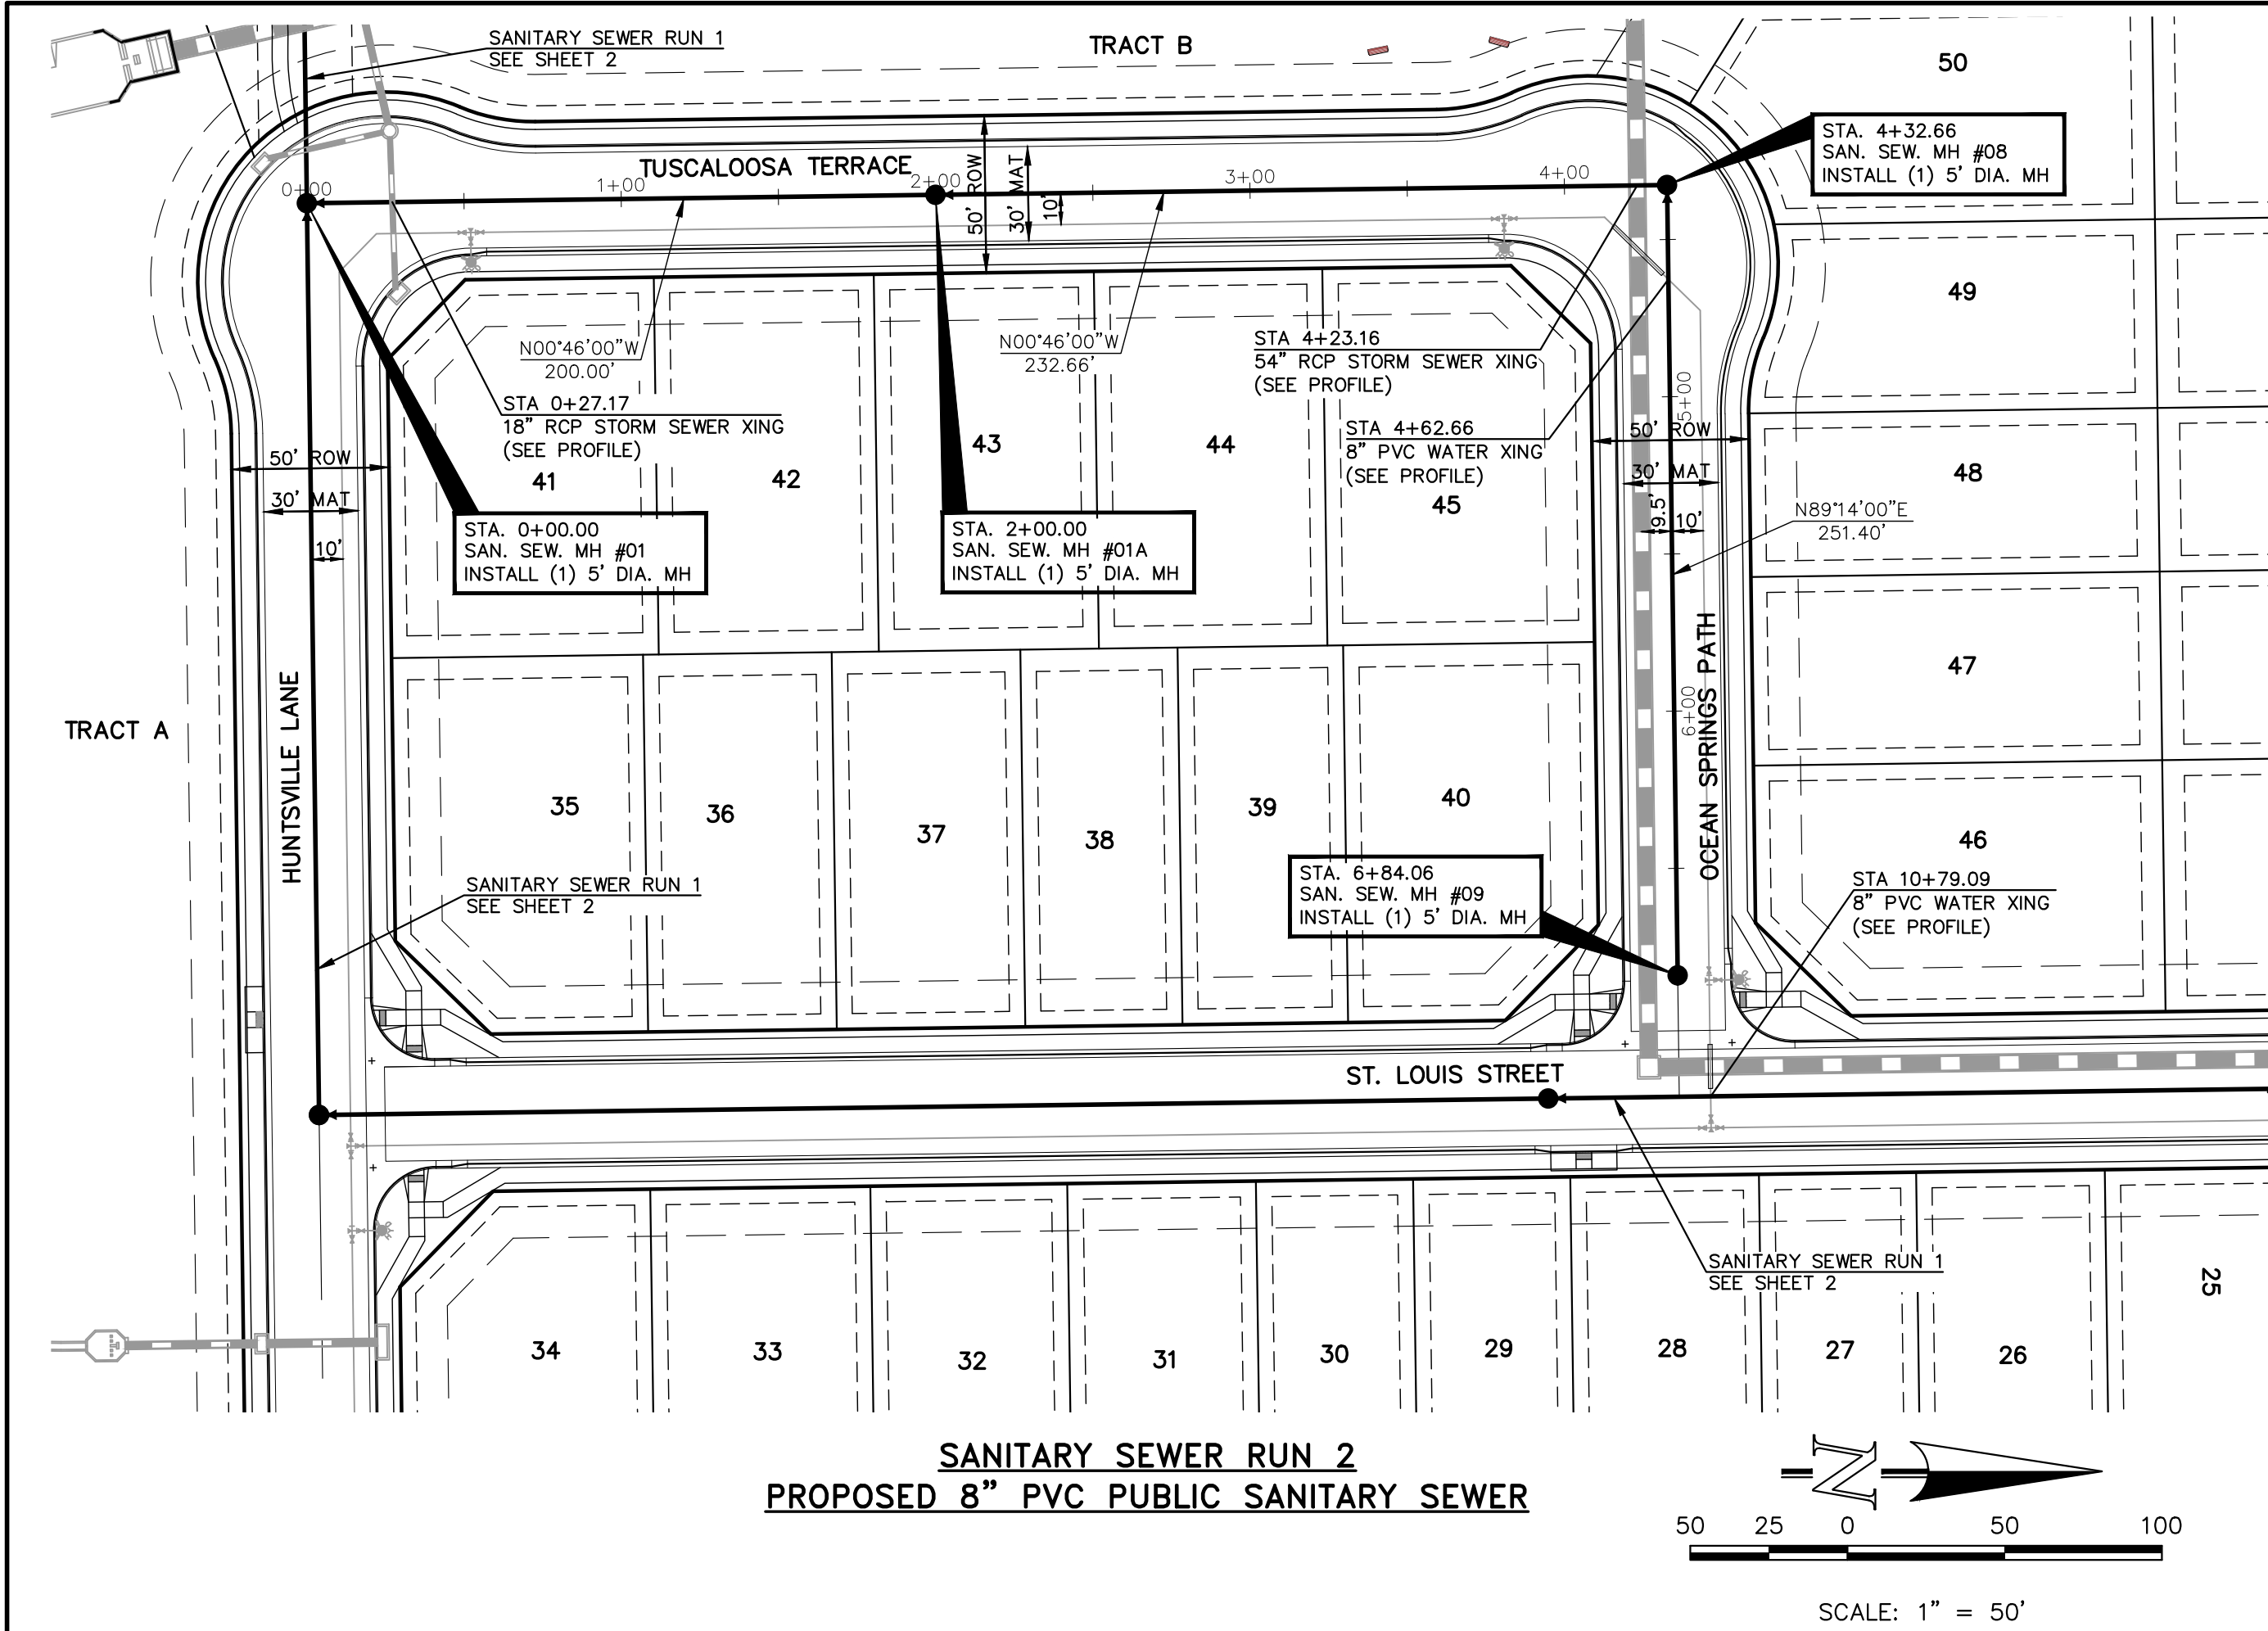 SANITARY SEWER RUN 1
SEE SHEET 2
TRACT B
50
STA. 4+32.66
SAN. SEW. MH #08
INSTALL (1) 5' DIA. MH
TUSCALOOSA TERRACE
0+00
1+00
2+00
3+00
4+00
50' ROW
30' MAT
10'
49
N00°46'00"W
200.00'
N00°46'00"W
232.66'
STA 4+23.16
54" RCP STORM SEWER XING
(SEE PROFILE)
STA 0+27.17
18" RCP STORM SEWER XING
(SEE PROFILE)
STA 4+62.66
8" PVC WATER XING
(SEE PROFILE)
5+00
50' ROW
30' MAT
10'
41
42
43
44
45
50' ROW
30' MAT
9.5'
10'
48
N89°14'00"E
251.40'
STA. 0+00.00
SAN. SEW. MH #01
INSTALL (1) 5' DIA. MH
STA. 2+00.00
SAN. SEW. MH #01A
INSTALL (1) 5' DIA. MH
TRACT A
HUNTSVILLE LANE
6+00
OCEAN SPRINGS PATH
47
35
36
37
38
39
40
46
SANITARY SEWER RUN 1
SEE SHEET 2
STA. 6+84.06
SAN. SEW. MH #09
INSTALL (1) 5' DIA. MH
STA 10+79.09
8" PVC WATER XING
(SEE PROFILE)
ST. LOUIS STREET
SANITARY SEWER RUN 1
SEE SHEET 2
34
33
32
31
30
29
28
27
26
25
SANITARY SEWER RUN 2
PROPOSED 8" PVC PUBLIC SANITARY SEWER
N
50 25 0 50 100
SCALE: 1" = 50'